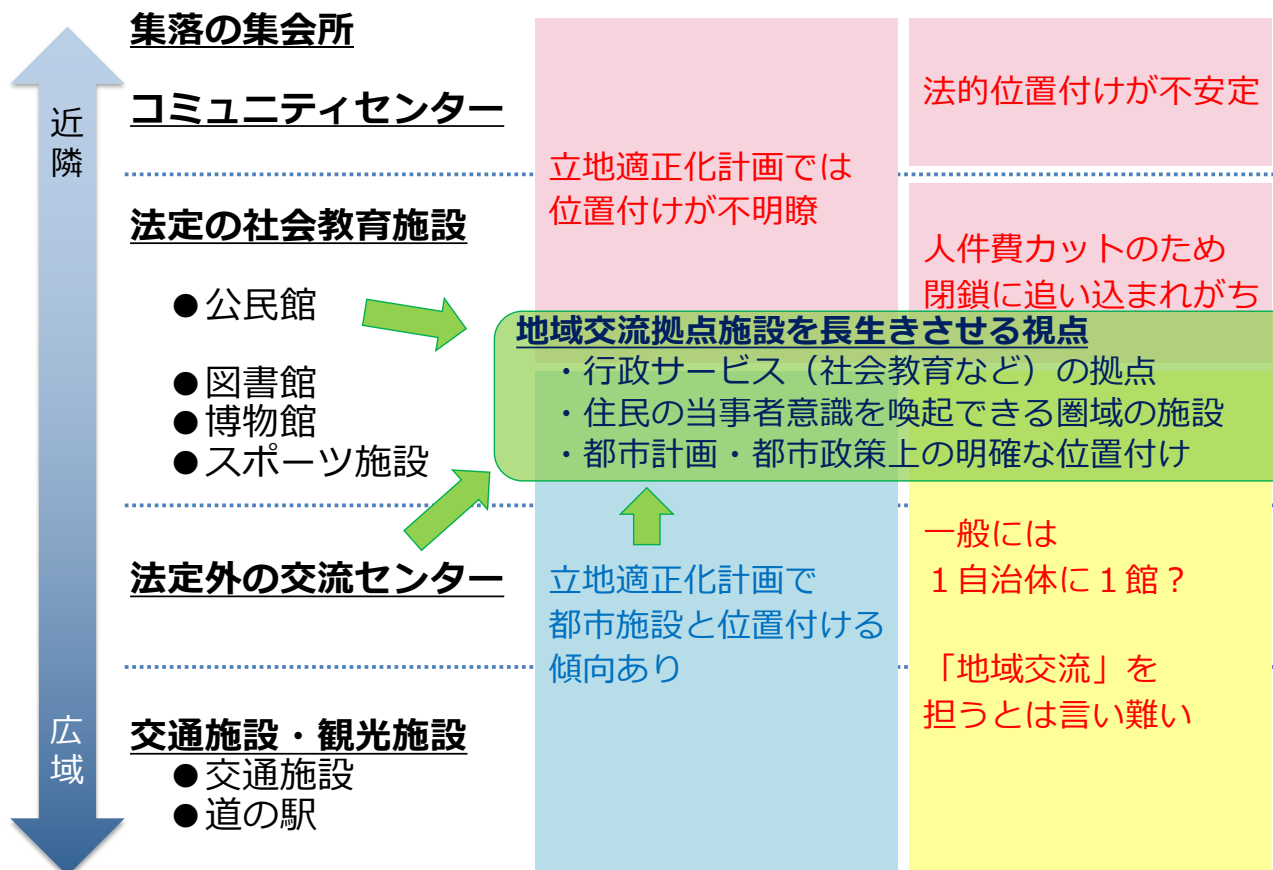 近隣
広域
集落の集会所
コミュニティセンター
法定の社会教育施設
●公民館
●図書館
●博物館
●スポーツ施設
法定外の交流センター
交通施設・観光施設
●交通施設
●道の駅
立地適正化計画では
位置付けが不明瞭
法的位置付けが不安定
人件費カットのため
閉鎖に追い込まれがち
地域交流拠点施設を長生きさせる視点
・行政サービス（社会教育など）の拠点
・住民の当事者意識を喚起できる圏域の施設
・都市計画・都市政策上の明確な位置付け
立地適正化計画で
都市施設と位置付ける
傾向あり
一般には
１自治体に１館？
「地域交流」を
担うとは言い難い